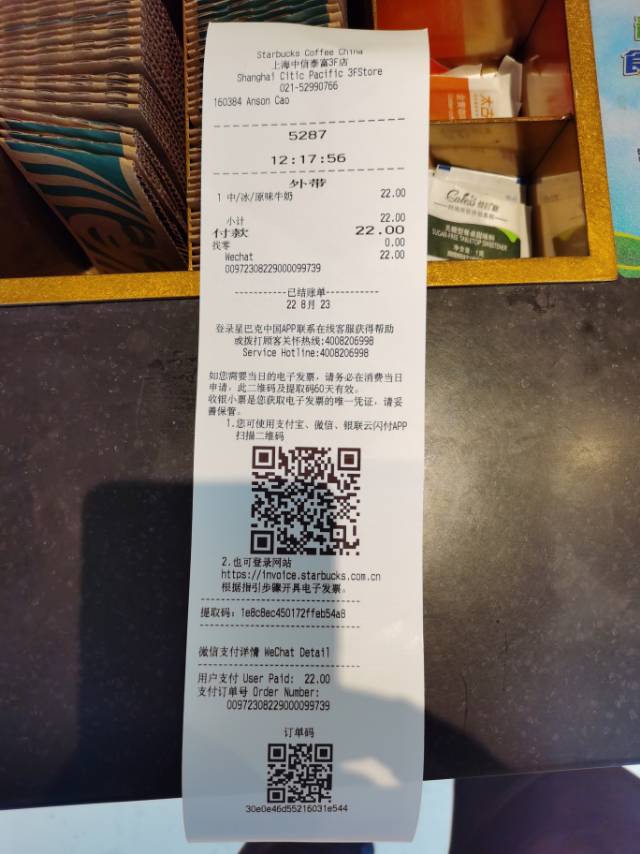 Starbucks Coffee China
上海中信泰富3F店
Shanghai Citic Pacific 3FStore
021-52990766
160384 Anson Cao
5287
12:17:56
外带
1 中/冰/原味牛奶 22.00
小计 22.00
付款 22.00
找零 0.00
Wechat 22.00
00972308229000099739
-----------已结账单-----------
22 8月 23
登录星巴克中国APP联系在线客服获得帮助
或拨打顾客关怀热线:4008206998
Service Hotline:4008206998
如您需要当日的电子发票，请务必在消费当日
申请，此二维码及提取码60天有效。
收银小票是您获取电子发票的唯一凭证，请妥
善保管。
1.您可使用支付宝、微信、银联云闪付APP
扫描二维码
2.也可登录网站
https://invoice.starbucks.com.cn
根据指引步骤开具电子发票。
提取码: 1e8c8ec450172ffeb54a8
微信支付详情 WeChat Detail
用户支付 User Paid: 22.00
支付订单号 Order Number:
00972308229000099739
订单码
30e0e46d55216031e544
SUGAR-FREE TABLETOP SWEETENER